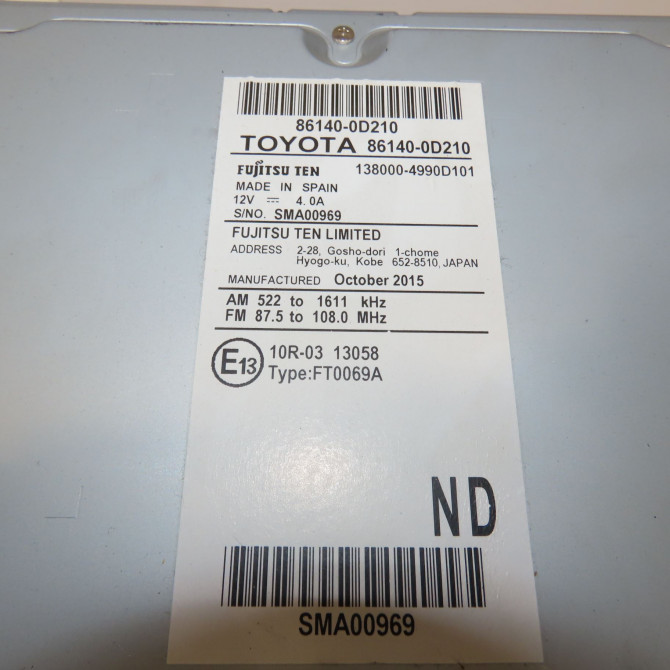 86140-0D210
TOYOTA 86140-0D210
FUJITSU TEN 138000-4990D101
MADE IN SPAIN
12V ⎓ 4.0A
S/NO. SMA00969
FUJITSU TEN LIMITED
ADDRESS 2-28, Gosho-dori 1-chome
Hyogo-ku, Kobe 652-8510, JAPAN
MANUFACTURED October 2015
AM 522 to 1611 kHz
FM 87.5 to 108.0 MHz
E13 10R-03 13058
Type:FT0069A
ND
SMA00969